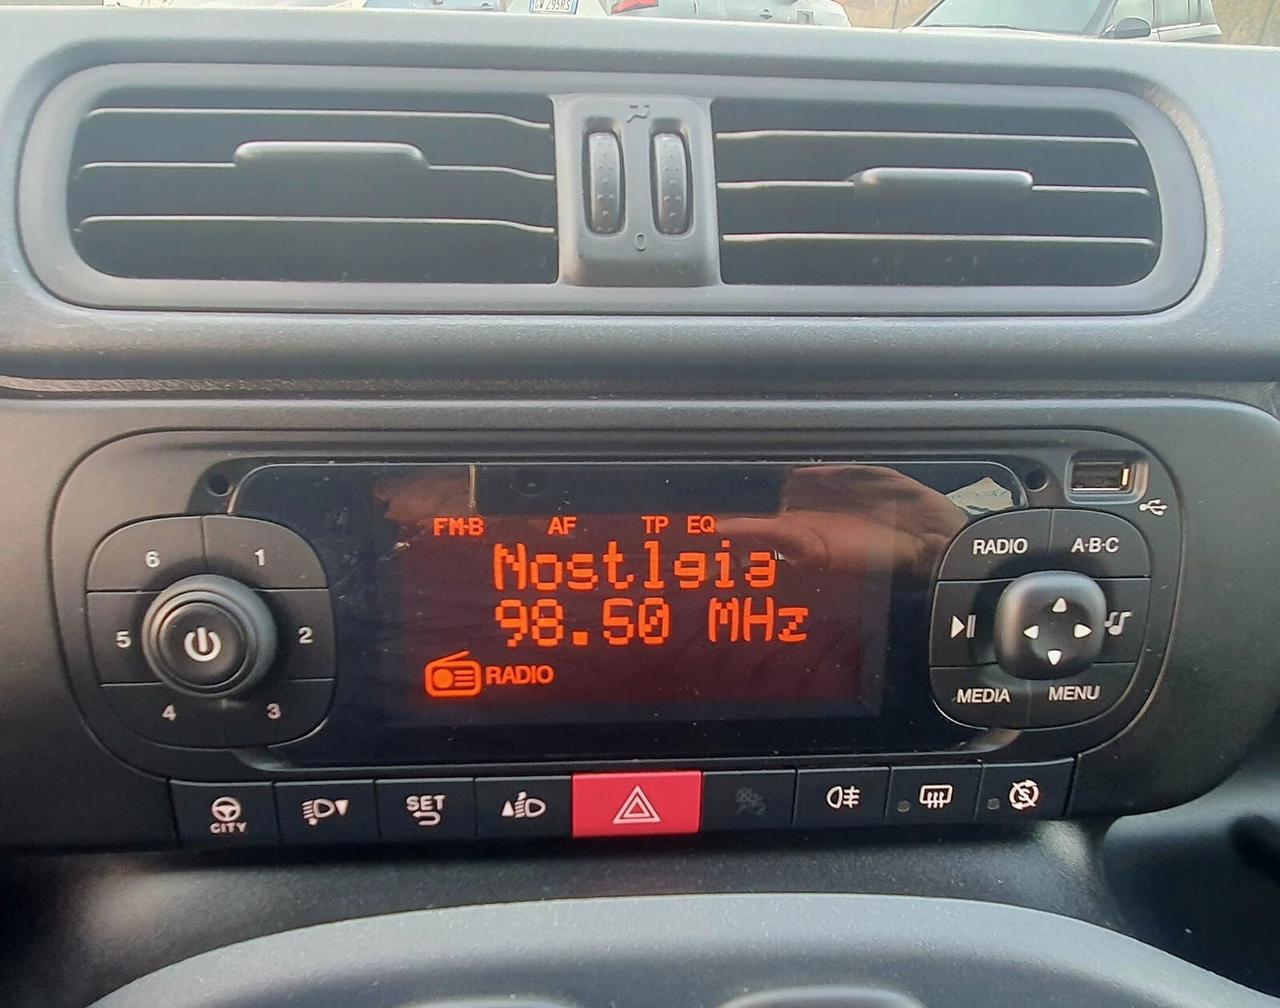 FM-B AF TP EQ
Nostlgia
98.50 MHz
RADIO
6 1
5 2
4 3
RADIO A·B·C
MEDIA MENU
CITY
SET
0